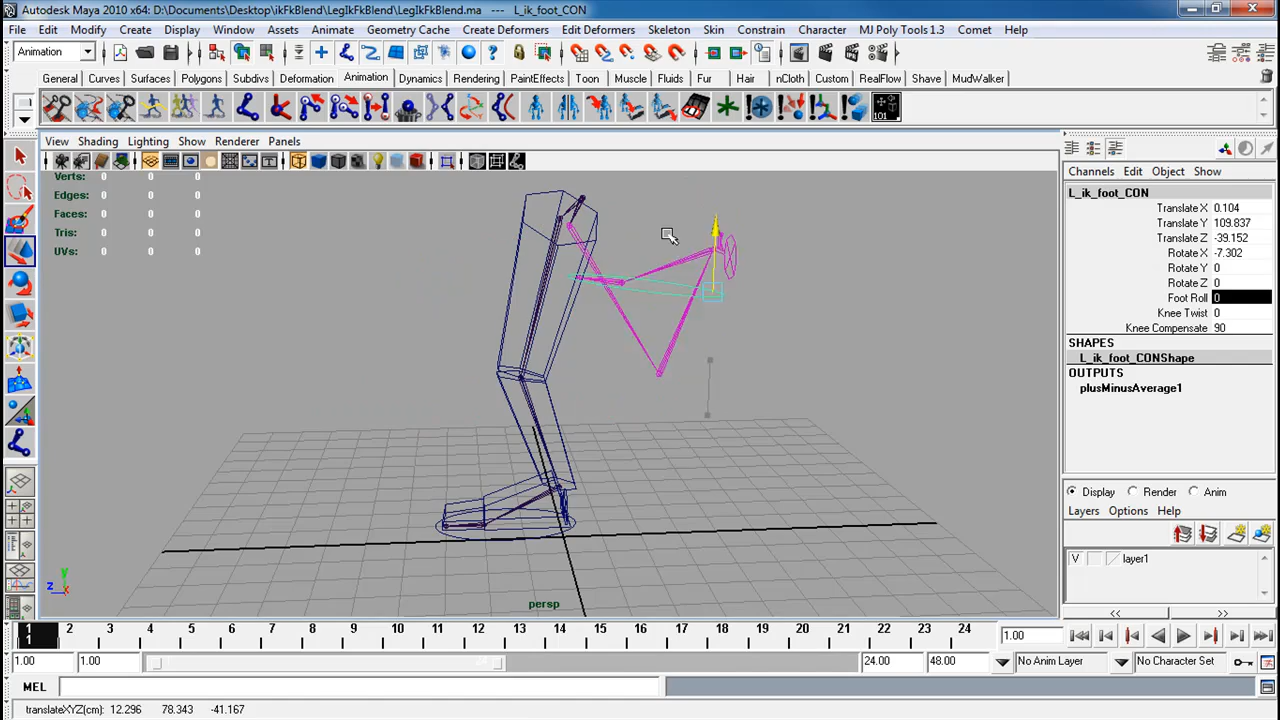 Autodesk Maya 2010 x64: D:\Documents\Desktop\ikFkBlend\LegIkFkBlend\LegIkFkBlend.ma --- L_ik_foot_CON
File Edit Modify Create Display Window Assets Animate Geometry Cache Create Deformers Edit Deformers Skeleton Skin Constrain Character MJ Poly Tools 1.3 Comet Help
Animation
General Curves Surfaces Polygons Subdivs Deformation Animation Dynamics Rendering PaintEffects Toon Muscle Fluids Fur Hair nCloth Custom RealFlow Shave MudWalker
101
View Shading Lighting Show Renderer Panels
Verts: 0 0 0
Edges: 0 0 0
Faces: 0 0 0
Tris: 0 0 0
UVs: 0 0 0
y
z x
persp
Channels Edit Object Show
L_ik_foot_CON
Translate X 0.104
Translate Y 109.837
Translate Z -39.152
Rotate X -7.302
Rotate Y 0
Rotate Z 0
Foot Roll 0
Knee Twist 0
Knee Compensate 90
SHAPES
L_ik_foot_CONShape
OUTPUTS
plusMinusAverage1
Display Render Anim
Layers Options Help
V layer1
<< >>
1 2 3 4 5 6 7 8 9 10 11 12 13 14 15 16 17 18 19 20 21 22 23 24
1
1.00
1.00 1.00 24.00 48.00 No Anim Layer No Character Set
MEL
translateXYZ(cm): 12.296 78.343 -41.167